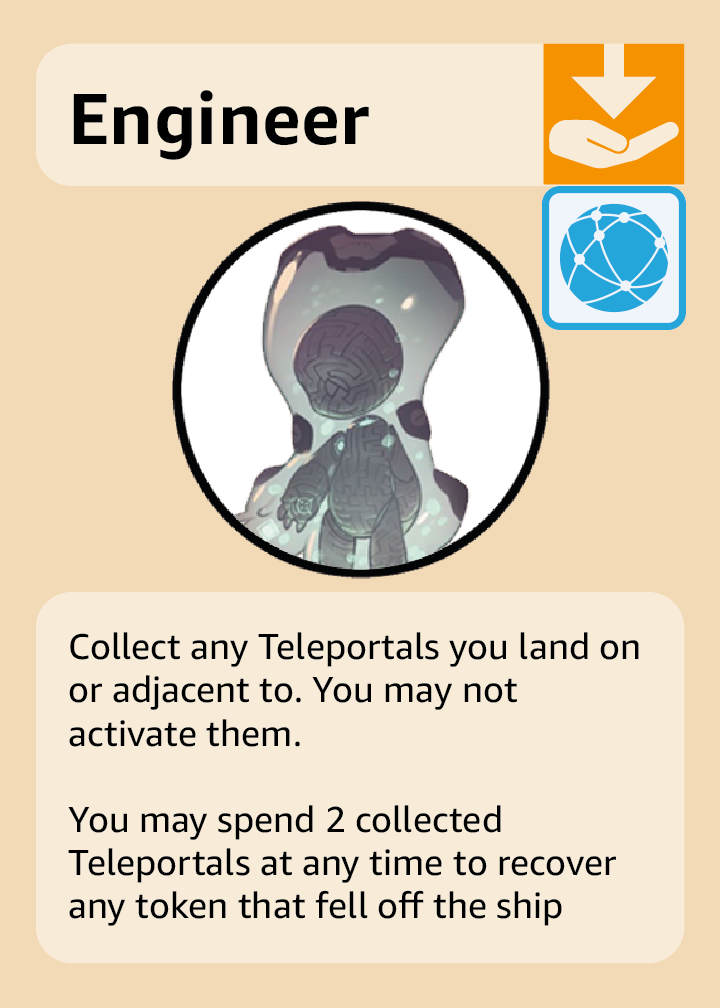 Engineer
Collect any Teleportals you land on
or adjacent to. You may not
activate them.
You may spend 2 collected
Teleportals at any time to recover
any token that fell off the ship